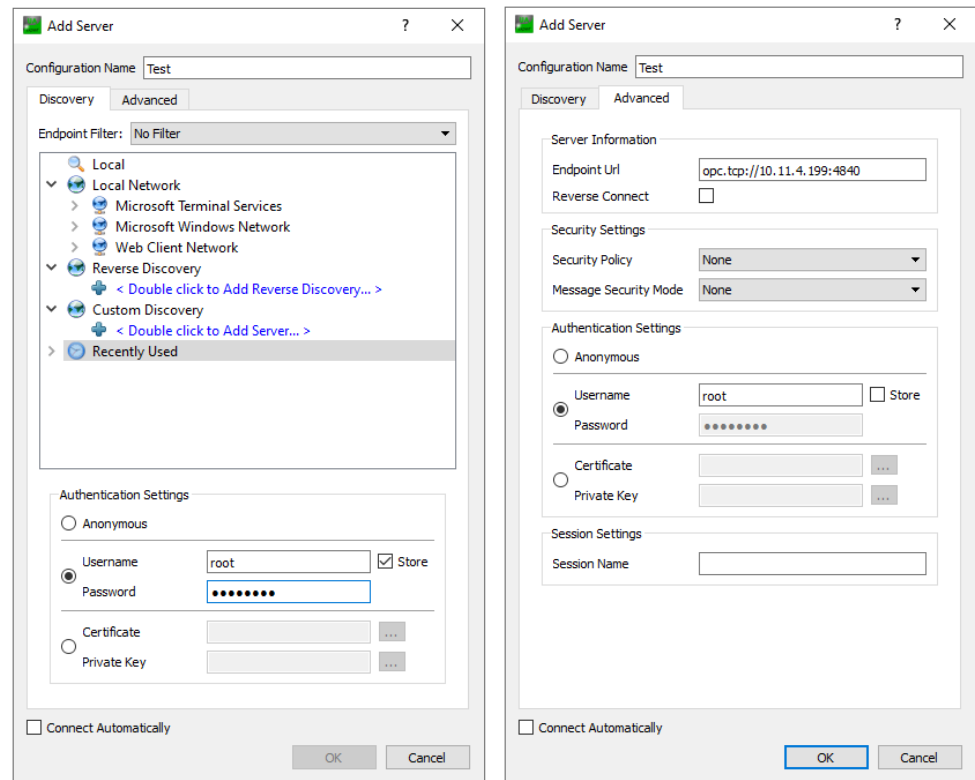 Add Server
Configuration Name Test
Discovery Advanced
Endpoint Filter: No Filter
Local
Local Network
Microsoft Terminal Services
Microsoft Windows Network
Web Client Network
Reverse Discovery
< Double click to Add Reverse Discovery... >
Custom Discovery
< Double click to Add Server... >
Recently Used
Authentication Settings
Anonymous
Username root Store
Password ●●●●●●●●
Certificate ...
Private Key ...
Connect Automatically
OK Cancel
Add Server
Configuration Name Test
Discovery Advanced
Server Information
Endpoint Url opc.tcp://10.11.4.199:4840
Reverse Connect
Security Settings
Security Policy None
Message Security Mode None
Authentication Settings
Anonymous
Username root Store
Password ●●●●●●●●
Certificate ...
Private Key ...
Session Settings
Session Name
Connect Automatically
OK Cancel